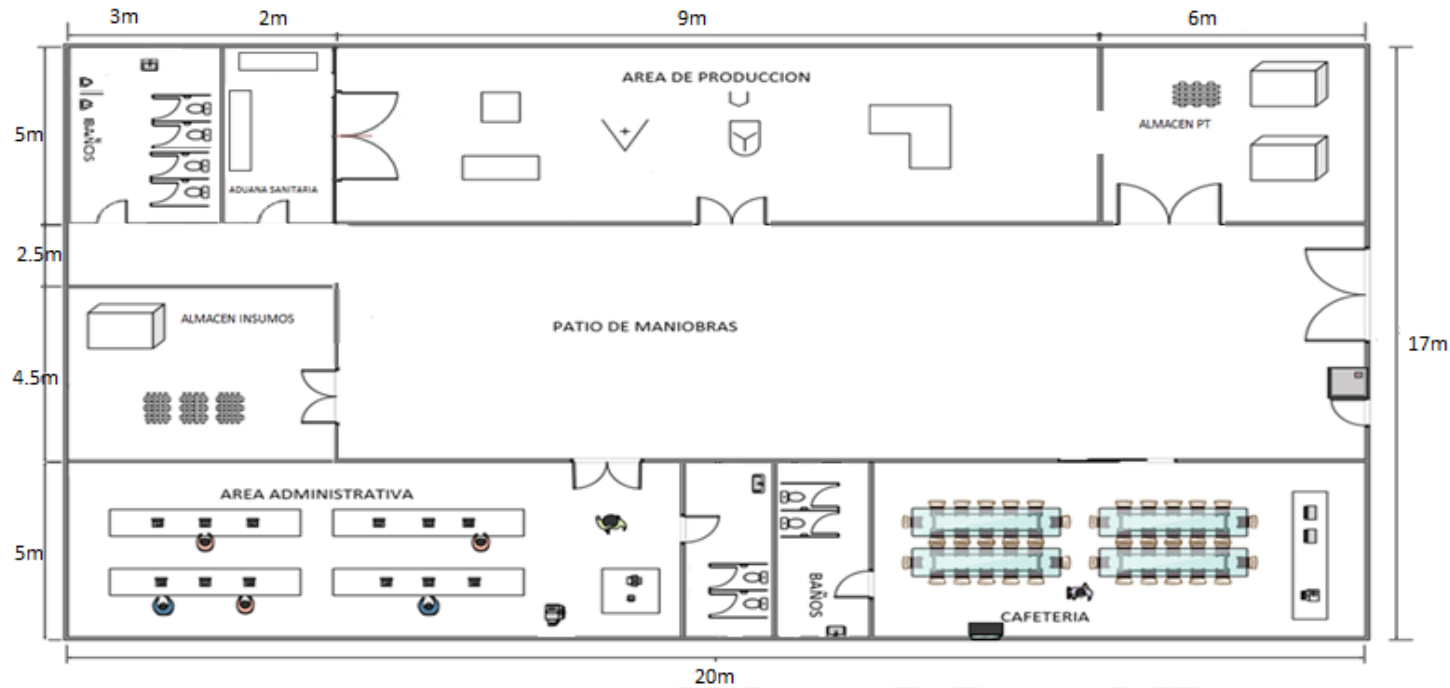 3m
2m
9m
6m
AREA DE PRODUCCION
ALMACEN PT
5m
BAÑOS
ADUANA SANITARIA
2.5m
ALMACEN INSUMOS
PATIO DE MANIOBRAS
17m
4.5m
AREA ADMINISTRATIVA
5m
BAÑOS
CAFETERIA
20m